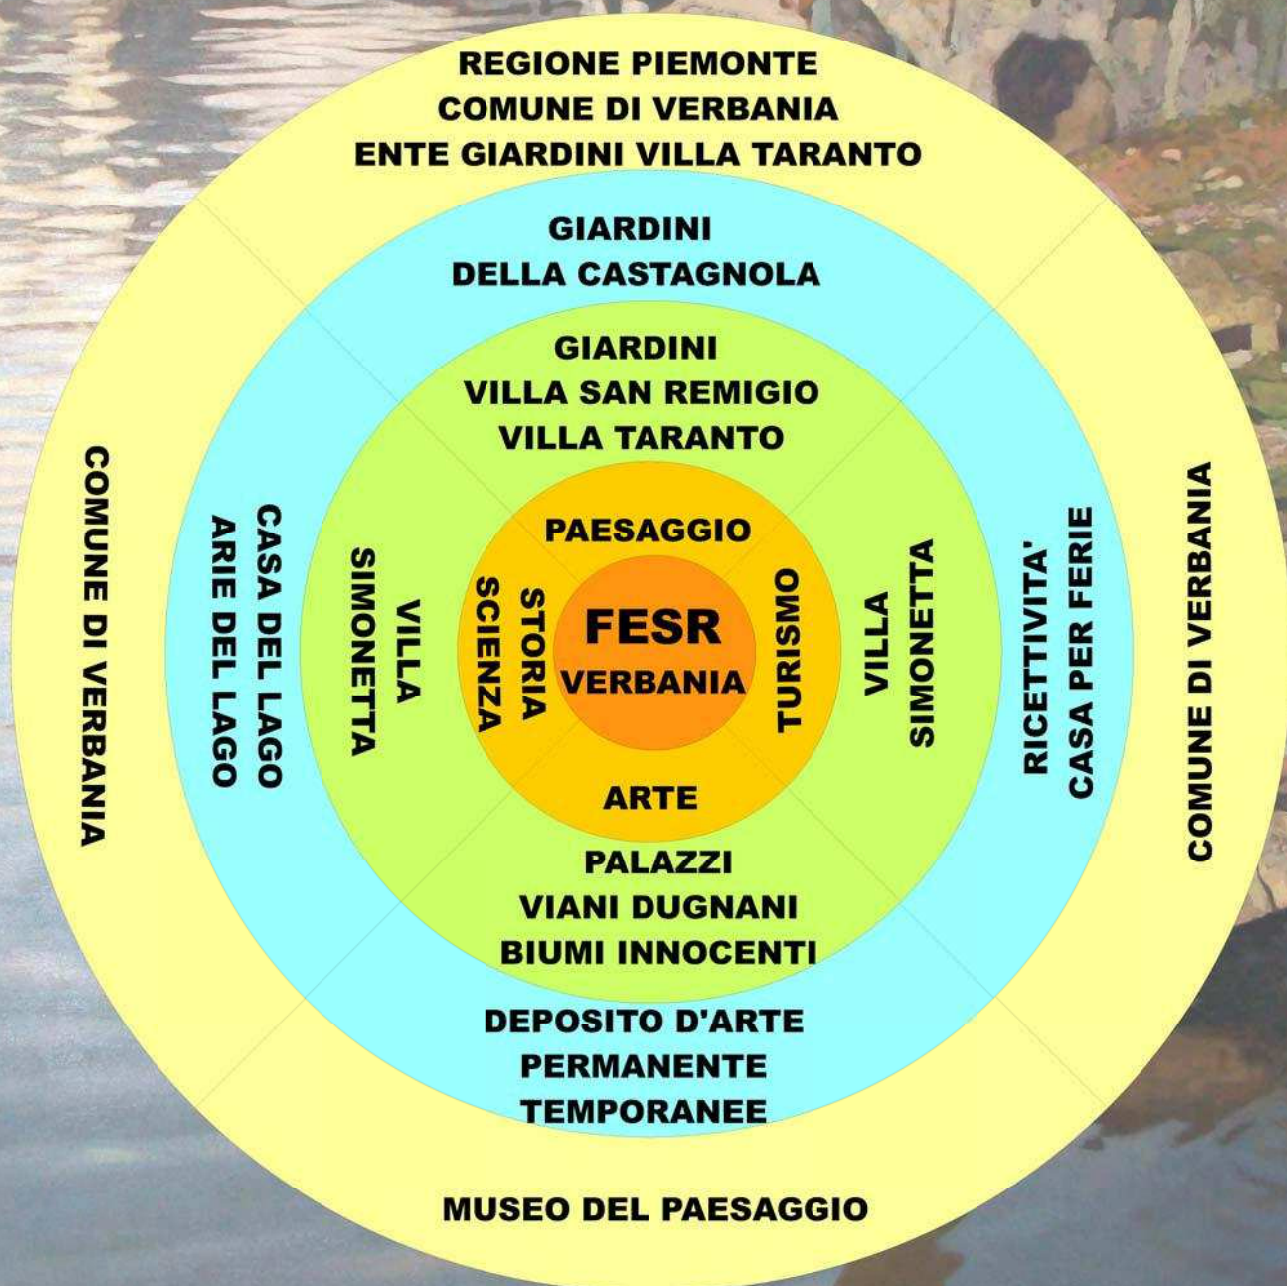 REGIONE PIEMONTE
COMUNE DI VERBANIA
ENTE GIARDINI VILLA TARANTO
GIARDINI
DELLA CASTAGNOLA
GIARDINI
VILLA SAN REMIGIO
VILLA TARANTO
PAESAGGIO
COMUNE DI VERBANIA
CASA DEL LAGO
ARIE DEL LAGO
VILLA
SIMONETTA
STORIA
SCIENZA
FESR
VERBANIA
TURISMO
VILLA
SIMONETTA
RICETTIVITA'
CASA PER FERIE
COMUNE DI VERBANIA
ARTE
PALAZZI
VIANI DUGNANI
BIUMI INNOCENTI
DEPOSITO D'ARTE
PERMANENTE
TEMPORANEE
MUSEO DEL PAESAGGIO